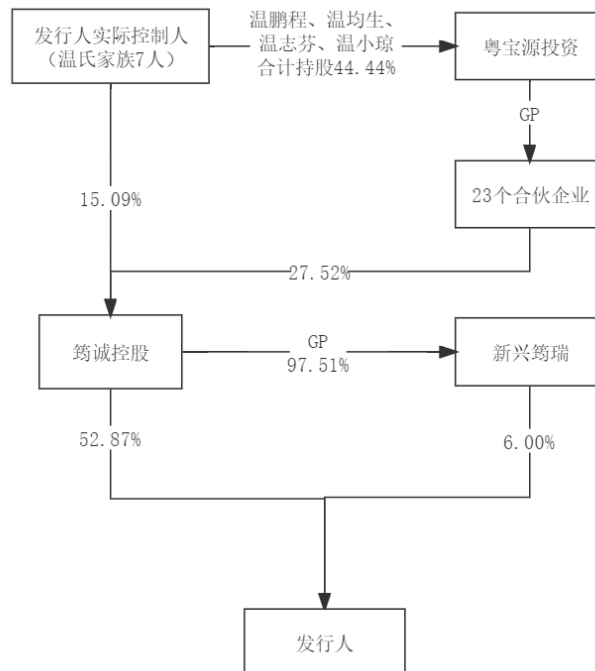 发行人实际控制人
（温氏家族7人）
温鹏程、温均生、
温志芬、温小琼
合计持股44.44%
粤宝源投资
GP
15.09%
23个合伙企业
27.52%
筠诚控股
GP
97.51%
新兴筠瑞
52.87%
6.00%
发行人